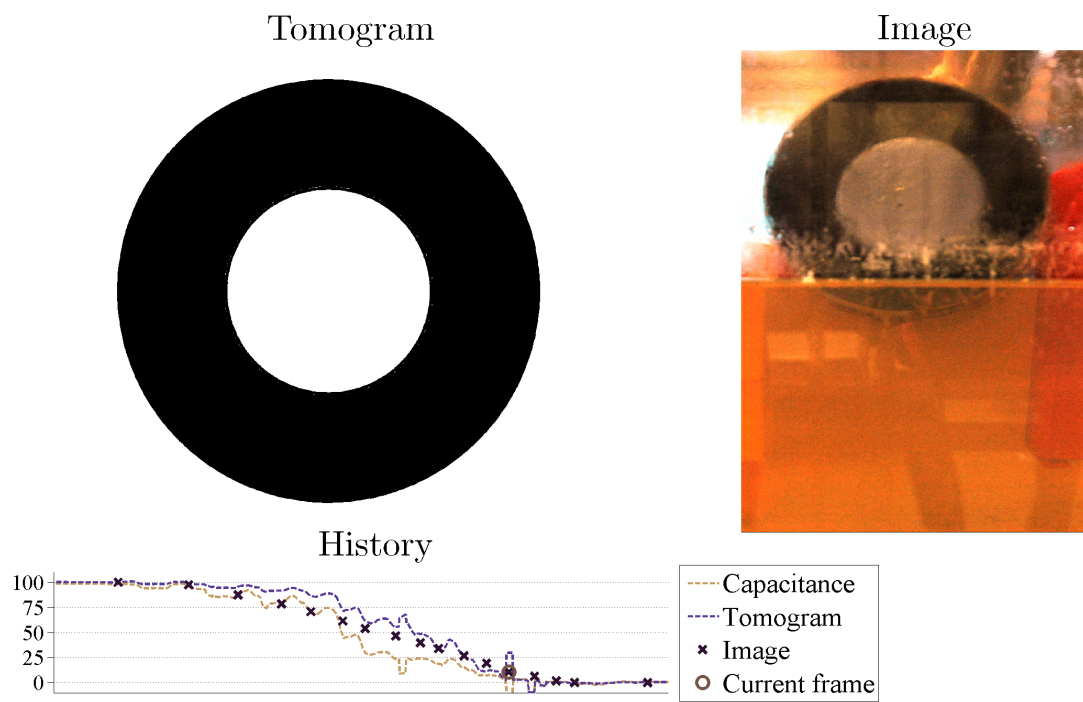 Tomogram
Image
History
100
75
50
25
0
Capacitance
Tomogram
Image
Current frame